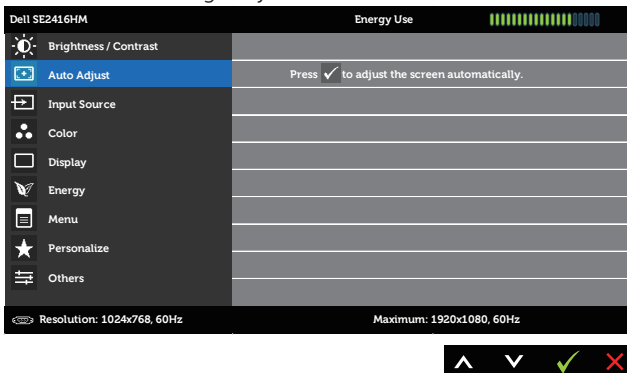 Dell SE2416HM Energy Use
Brightness / Contrast
Auto Adjust Press ✓ to adjust the screen automatically.
Input Source
Color
Display
Energy
Menu
Personalize
Others
Resolution: 1024x768, 60Hz Maximum: 1920x1080, 60Hz